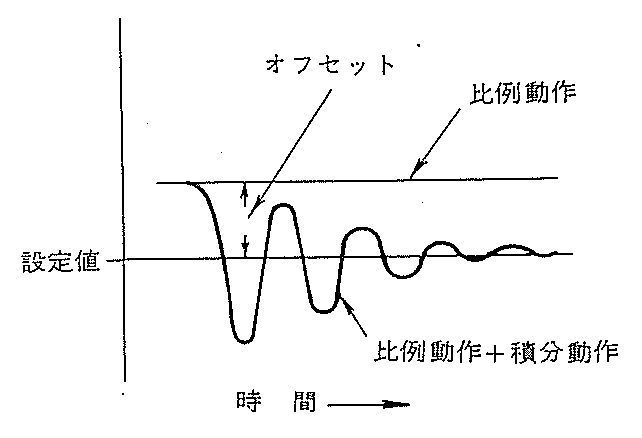 オフセット
比例動作
設定値
比例動作+積分動作
時 間